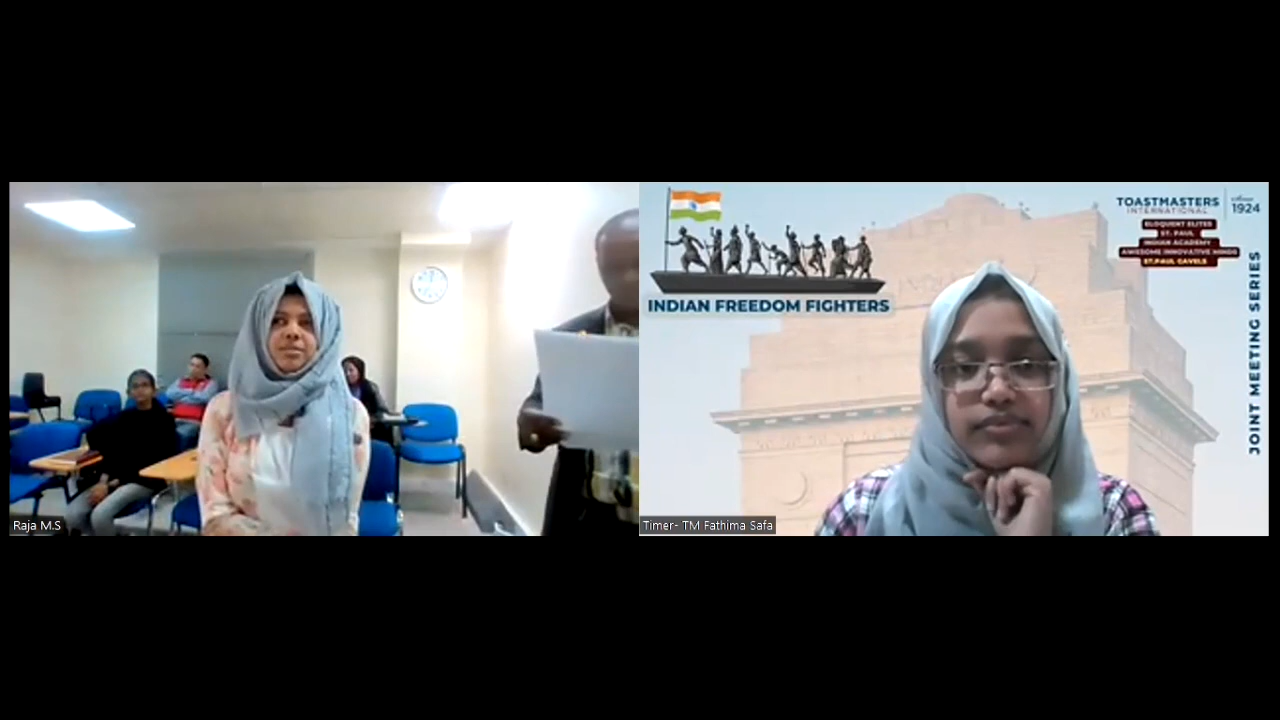 Raja M.S
INDIAN FREEDOM FIGHTERS
TOASTMASTERS
INTERNATIONAL
1924
ELOQUENT ELITES
ST. PAUL
INDIAN ACADEMY
AWESOME INNOVATIVE MINDS
ST.PAUL GAVELS
JOINT MEETING SERIES
Timer- TM Fathima Safa